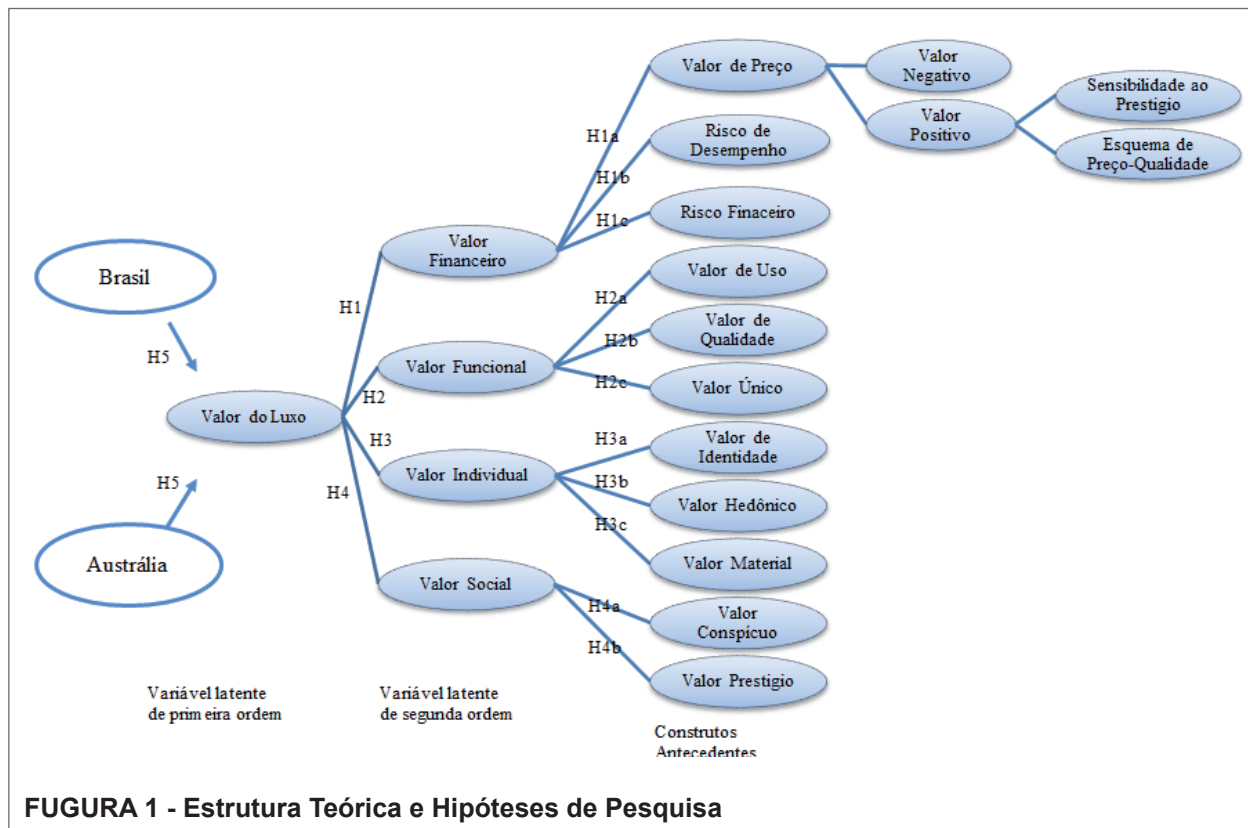 Valor de Preço
Valor
Negativo
Valor
Positivo
Sensibilidade ao
Prestigio
Esquema de
Preço-Qualidade
H1a
Risco de
Desempenho
H1b
Risco Finaceiro
H1c
Valor
Financeiro
Brasil
Valor de Uso
H2a
H1
Valor de
Qualidade
H2b
H5
Valor Funcional
H2c
Valor Único
H2
Valor do Luxo
H3
Valor de
Identidade
H3a
Valor Individual
H3b
Valor Hedônico
H4
H5
H3c
Valor Material
Austrália
Valor Social
H4a
Valor
Conspícuo
H4b
Valor Prestigio
Variável latente
de primeira ordem
Variável latente
de segunda ordem
Construtos
Antecedentes
FUGURA 1 - Estrutura Teórica e Hipóteses de Pesquisa